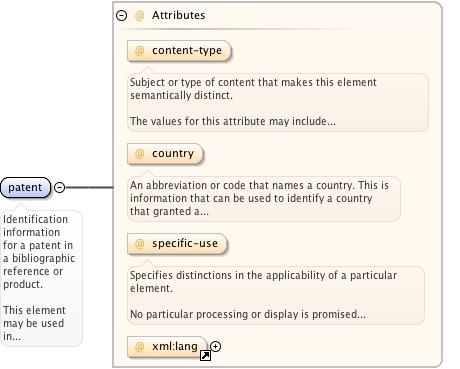 @ Attributes
@ content-type
Subject or type of content that makes this element
semantically distinct.
The values for this attribute may include...
@ country
An abbreviation or code that names a country. This is
information that can be used to identify a country
that granted a...
patent
Identification
information
for a patent in
a bibliographic
reference or
product.
This element
may be used
in...
@ specific-use
Specifies distinctions in the applicability of a particular
element.
No particular processing or display is promised...
@ xml:lang